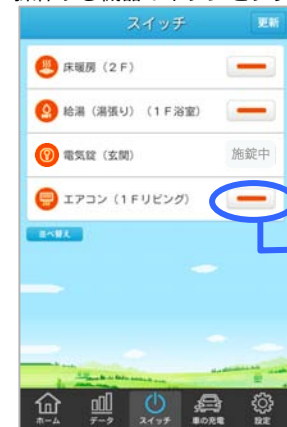 スイッチ
更新
床暖房（２Ｆ）
給湯（湯張り）（１Ｆ浴室）
電気錠（玄関）
施錠中
エアコン（１Ｆリビング）
並べ替え
ホーム
データ
スイッチ
車の充電
設定